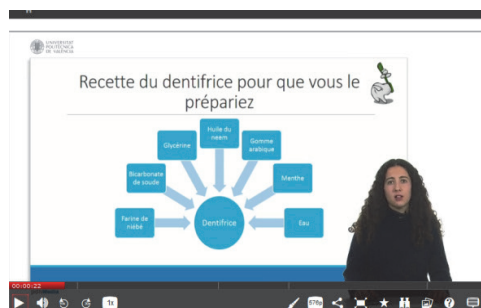 UNIVERSITAT
POLITÈCNICA
DE VALÈNCIA
Recette du dentifrice pour que vous le
prépariez
Huile du
neem
Glycérine
Gomme
arabique
Bicarbonate
de soude
Menthe
Farine de
niébé
Dentifrice
Eau
00:00:22
1x
576p